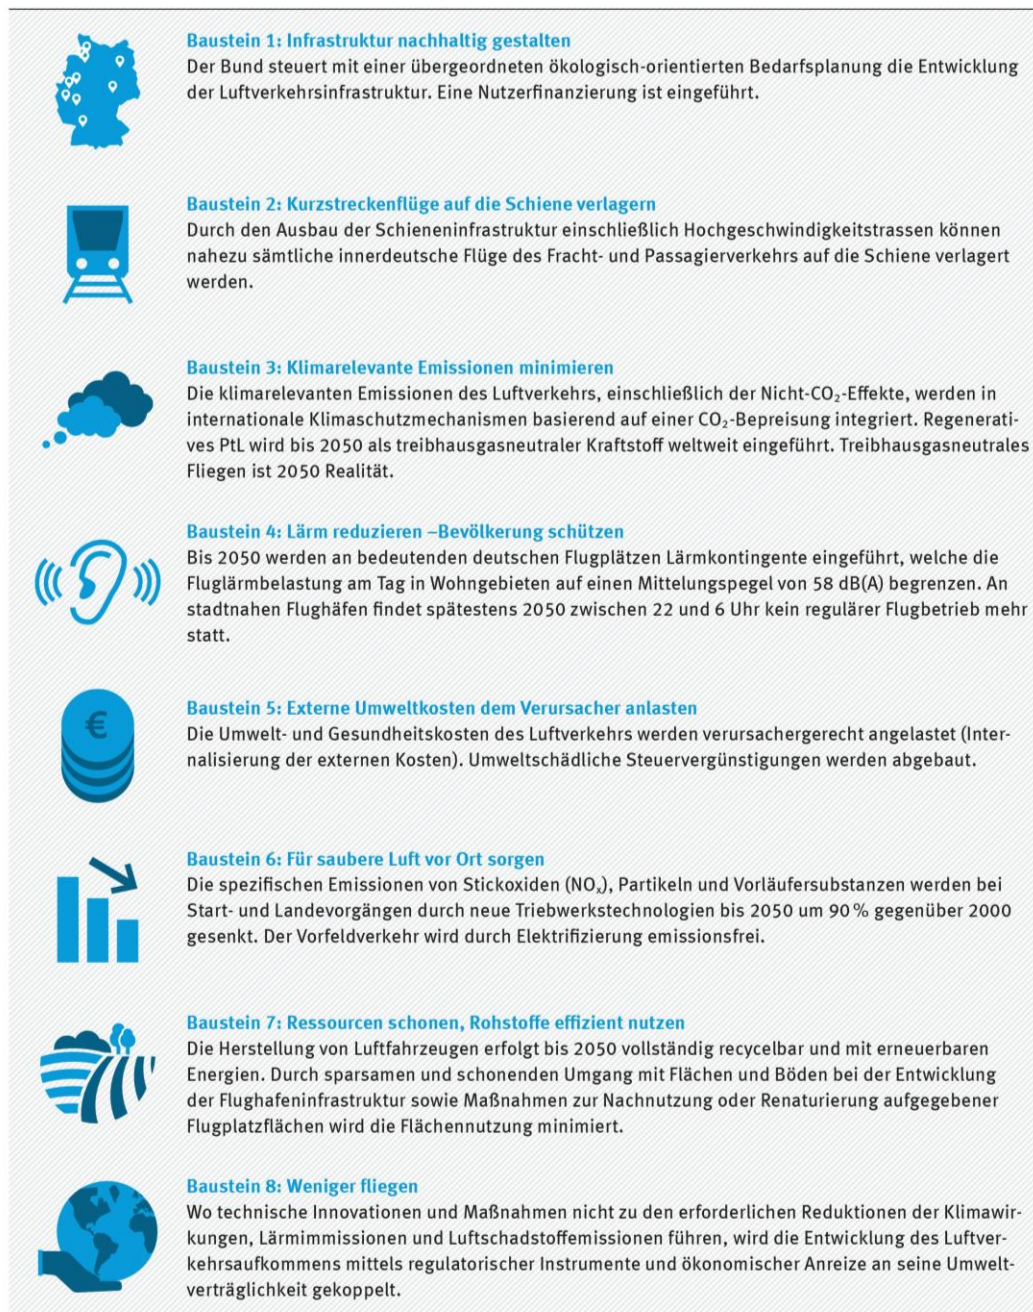 Baustein 1: Infrastruktur nachhaltig gestalten
Der Bund steuert mit einer übergeordneten ökologisch-orientierten Bedarfsplanung die Entwicklung
der Luftverkehrsinfrastruktur. Eine Nutzerfinanzierung ist eingeführt.
Baustein 2: Kurzstreckenflüge auf die Schiene verlagern
Durch den Ausbau der Schieneninfrastruktur einschließlich Hochgeschwindigkeitstrassen können
nahezu sämtliche innerdeutsche Flüge des Fracht- und Passagierverkehrs auf die Schiene verlagert
werden.
Baustein 3: Klimarelevante Emissionen minimieren
Die klimarelevanten Emissionen des Luftverkehrs, einschließlich der Nicht-CO₂-Effekte, werden in
internationale Klimaschutzmechanismen basierend auf einer CO₂-Bepreisung integriert. Regenerati-
ves PtL wird bis 2050 als treibhausgasneutraler Kraftstoff weltweit eingeführt. Treibhausgasneutrales
Fliegen ist 2050 Realität.
Baustein 4: Lärm reduzieren –Bevölkerung schützen
Bis 2050 werden an bedeutenden deutschen Flugplätzen Lärmkontingente eingeführt, welche die
Fluglärmbelastung am Tag in Wohngebieten auf einen Mittelungspegel von 58 dB(A) begrenzen. An
stadtnahen Flughäfen findet spätestens 2050 zwischen 22 und 6 Uhr kein regulärer Flugbetrieb mehr
statt.
€
Baustein 5: Externe Umweltkosten dem Verursacher anlasten
Die Umwelt- und Gesundheitskosten des Luftverkehrs werden verursachergerecht angelastet (Inter-
nalisierung der externen Kosten). Umweltschädliche Steuervergünstigungen werden abgebaut.
Baustein 6: Für saubere Luft vor Ort sorgen
Die spezifischen Emissionen von Stickoxiden (NOₓ), Partikeln und Vorläufersubstanzen werden bei
Start- und Landevorgängen durch neue Triebwerkstechnologien bis 2050 um 90 % gegenüber 2000
gesenkt. Der Vorfeldverkehr wird durch Elektrifizierung emissionsfrei.
Baustein 7: Ressourcen schonen, Rohstoffe effizient nutzen
Die Herstellung von Luftfahrzeugen erfolgt bis 2050 vollständig recycelbar und mit erneuerbaren
Energien. Durch sparsamen und schonenden Umgang mit Flächen und Böden bei der Entwicklung
der Flughafeninfrastruktur sowie Maßnahmen zur Nachnutzung oder Renaturierung aufgegebener
Flugplatzflächen wird die Flächennutzung minimiert.
Baustein 8: Weniger fliegen
Wo technische Innovationen und Maßnahmen nicht zu den erforderlichen Reduktionen der Klimawir-
kungen, Lärmimmissionen und Luftschadstoffemissionen führen, wird die Entwicklung des Luftver-
kehrsaufkommens mittels regulatorischer Instrumente und ökonomischer Anreize an seine Umwelt-
verträglichkeit gekoppelt.